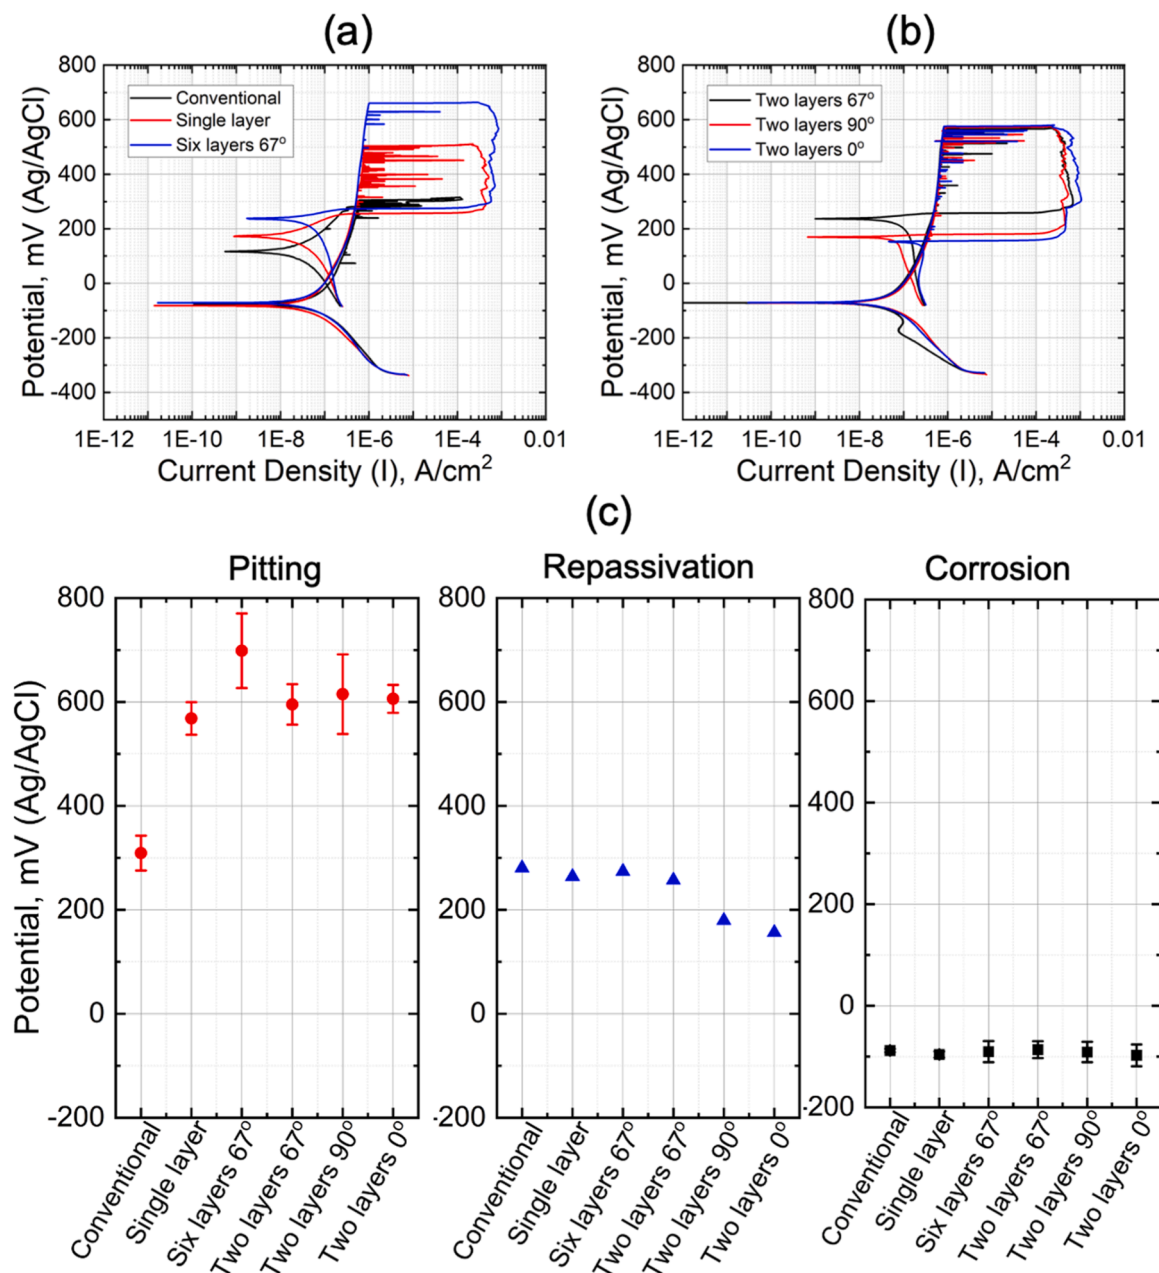 (a)
(b)
Potential, mV (Ag/AgCl)
800
600
400
200
0
-200
-400
Conventional
Single layer
Six layers 67°
1E-12
1E-10
1E-8
1E-6
1E-4
0.01
Current Density (I), A/cm²
Potential, mV (Ag/AgCl)
800
600
400
200
0
-200
-400
Two layers 67°
Two layers 90°
Two layers 0°
1E-12
1E-10
1E-8
1E-6
1E-4
0.01
Current Density (I), A/cm²
(c)
Pitting
Potential, mV (Ag/AgCl)
800
600
400
200
0
-200
Conventional
Single layer
Six layers 67°
Two layers 67°
Two layers 90°
Two layers 0°
Repassivation
800
600
400
200
0
-200
Conventional
Single layer
Six layers 67°
Two layers 67°
Two layers 90°
Two layers 0°
Corrosion
800
600
400
200
0
-200
Conventional
Single layer
Six layers 67°
Two layers 67°
Two layers 90°
Two layers 0°